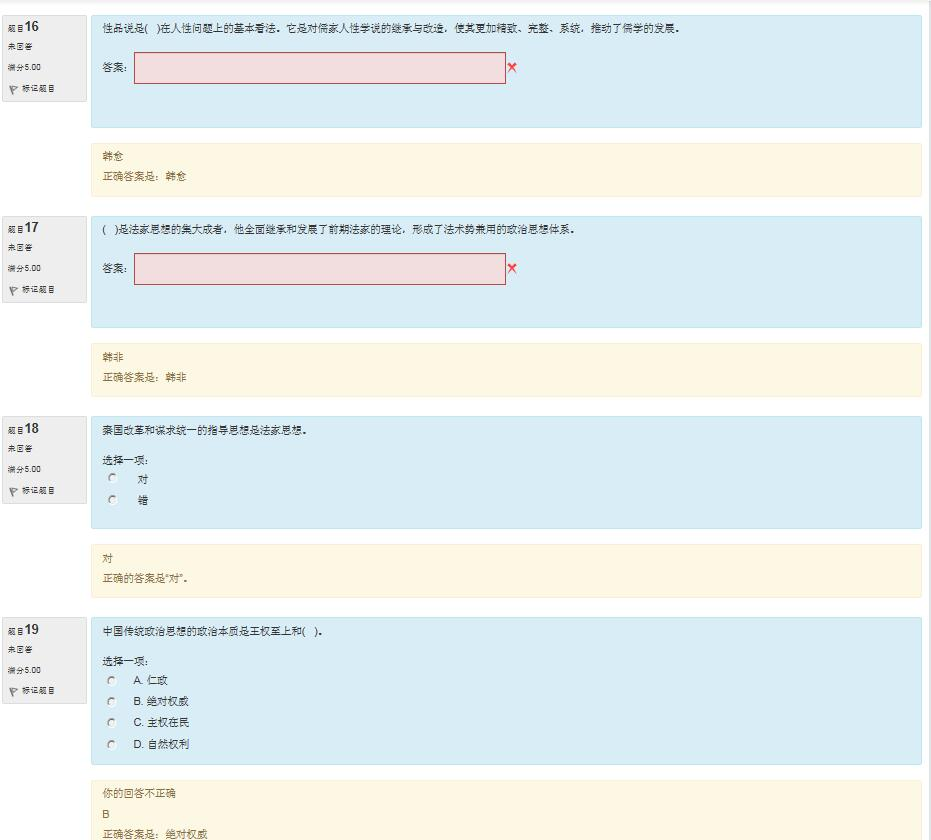 题目16
未回答
满分5.00
标记题目
性品说是(   )在人性问题上的基本看法。它是对儒家人性学说的继承与改造，使其更加精致、完整、系统，推动了儒学的发展。
答案：
韩愈
正确答案是：韩愈
题目17
未回答
满分5.00
标记题目
(   )是法家思想的集大成者，他全面继承和发展了前期法家的理论，形成了法术势兼用的政治思想体系。
答案：
韩非
正确答案是：韩非
题目18
未回答
满分5.00
标记题目
秦国改革和谋求统一的指导思想是法家思想。
选择一项：
对
错
对
正确的答案是“对”。
题目19
未回答
满分5.00
标记题目
中国传统政治思想的政治本质是王权至上和(   )。
选择一项：
A. 仁政
B. 绝对权威
C. 主权在民
D. 自然权利
你的回答不正确
B
正确答案是：绝对权威